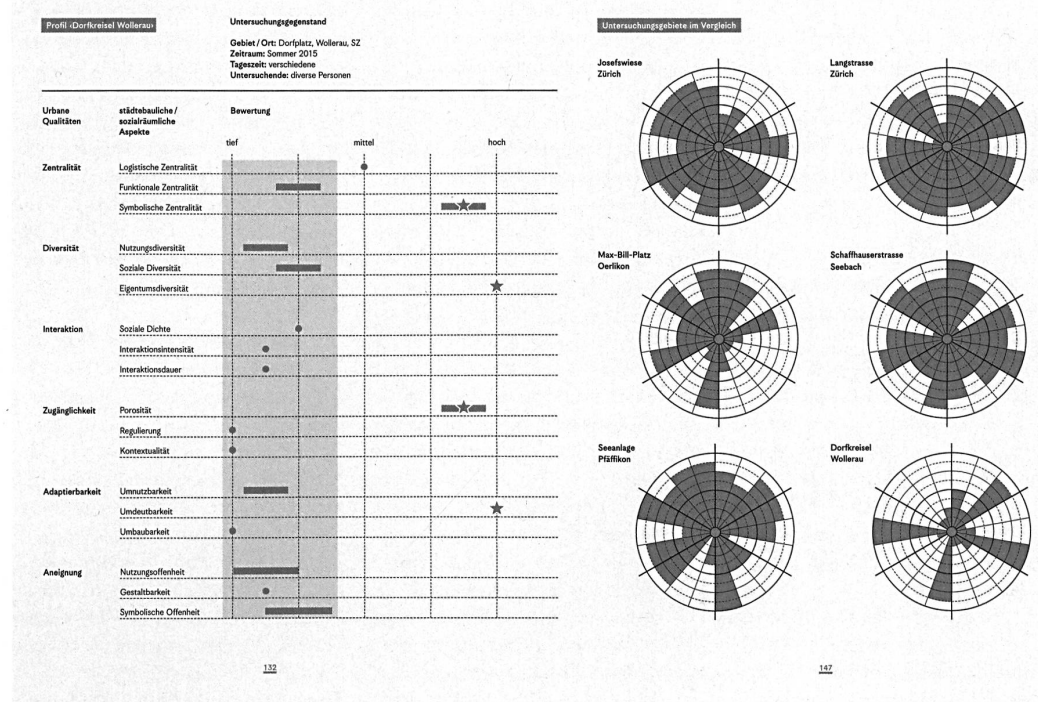 Profil ‹Dorfkreisel Wollerau›
Untersuchungsgegenstand
Gebiet / Ort: Dorfplatz, Wollerau, SZ
Zeitraum: Sommer 2015
Tageszeit: verschiedene
Untersuchende: diverse Personen
Urbane
Qualitäten
städtebauliche /
sozialräumliche
Aspekte
Bewertung
tief
mittel
hoch
Zentralität
Logistische Zentralität
Funktionale Zentralität
Symbolische Zentralität
Diversität
Nutzungsdiversität
Soziale Diversität
Eigentumsdiversität
Interaktion
Soziale Dichte
Interaktionsintensität
Interaktionsdauer
Zugänglichkeit
Porosität
Regulierung
Kontextualität
Adaptierbarkeit
Umnutzbarkeit
Umdeutbarkeit
Umbaubarkeit
Aneignung
Nutzungsoffenheit
Gestaltbarkeit
Symbolische Offenheit
132
Untersuchungsgebiete im Vergleich
Josefswiese
Zürich
Langstrasse
Zürich
Max-Bill-Platz
Oerlikon
Schaffhauserstrasse
Seebach
Seeanlage
Pfäffikon
Dorfkreisel
Wollerau
147